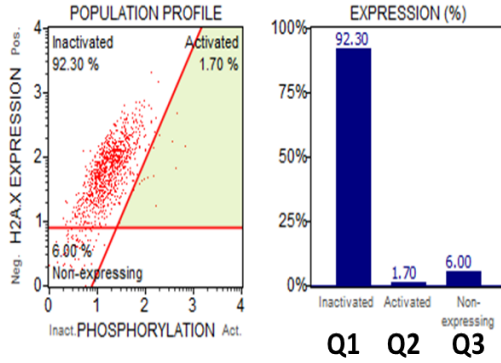 POPULATION PROFILE
Inactivated
92.30 %
Activated
1.70 %
6.00 %
Non-expressing
Neg. H2A.X EXPRESSION Pos.
4
3
2
1
0
0 1 2 3 4
Inact. PHOSPHORYLATION Act.
EXPRESSION (%)
100%
75%
50%
25%
0%
92.30
1.70
6.00
Inactivated Activated Non-
expressing
Q1 Q2 Q3